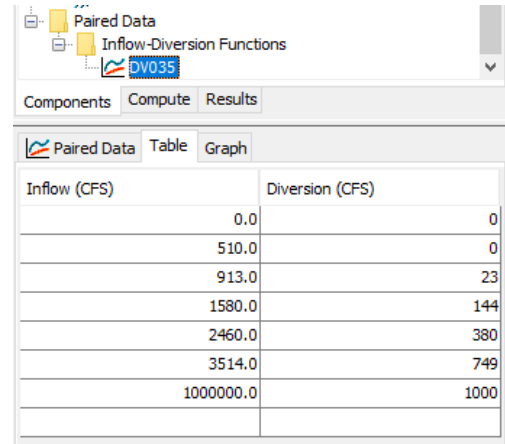 Paired Data
Inflow-Diversion Functions
DV035
Components Compute Results
Paired Data Table Graph
Inflow (CFS) Diversion (CFS)
0.0 0
510.0 0
913.0 23
1580.0 144
2460.0 380
3514.0 749
1000000.0 1000